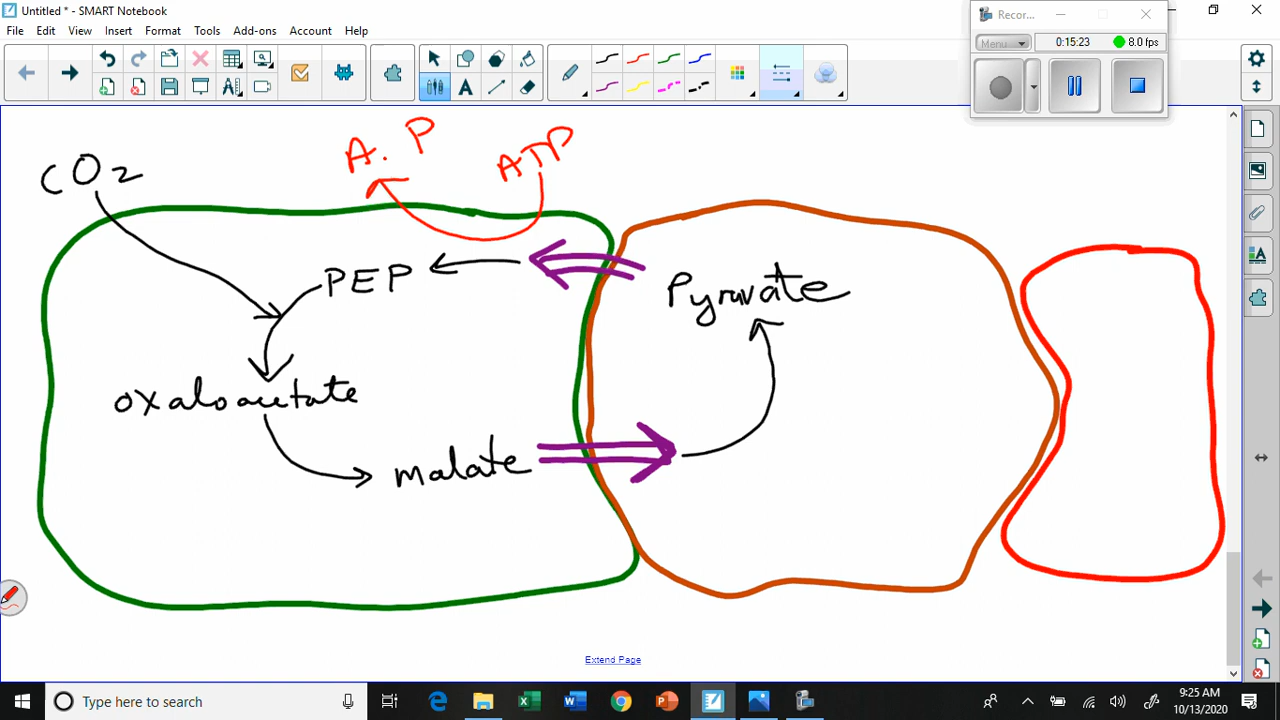 Untitled * - SMART Notebook
File Edit View Insert Format Tools Add-ons Account Help
Recor...
Menu
0:15:23
8.0 fps
CO2
A. P
ATP
PEP
Pyruvate
oxaloacetate
malate
Extend Page
Type here to search
9:25 AM
10/13/2020